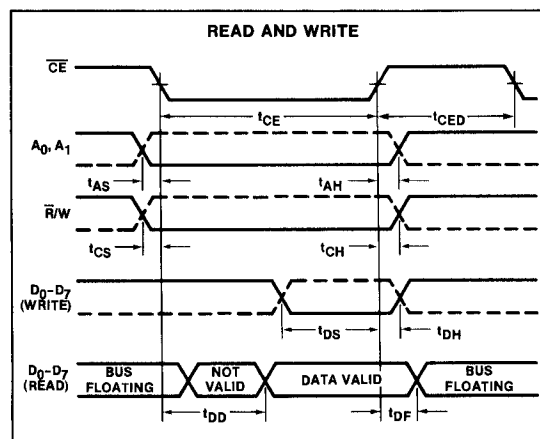 READ AND WRITE
CE
tCE
tCED
A0, A1
tAS
tAH
R/W
tCS
tCH
D0-D7
(WRITE)
tDS
tDH
D0-D7
(READ)
BUS
FLOATING
NOT
VALID
DATA VALID
BUS
FLOATING
tDD
tDF